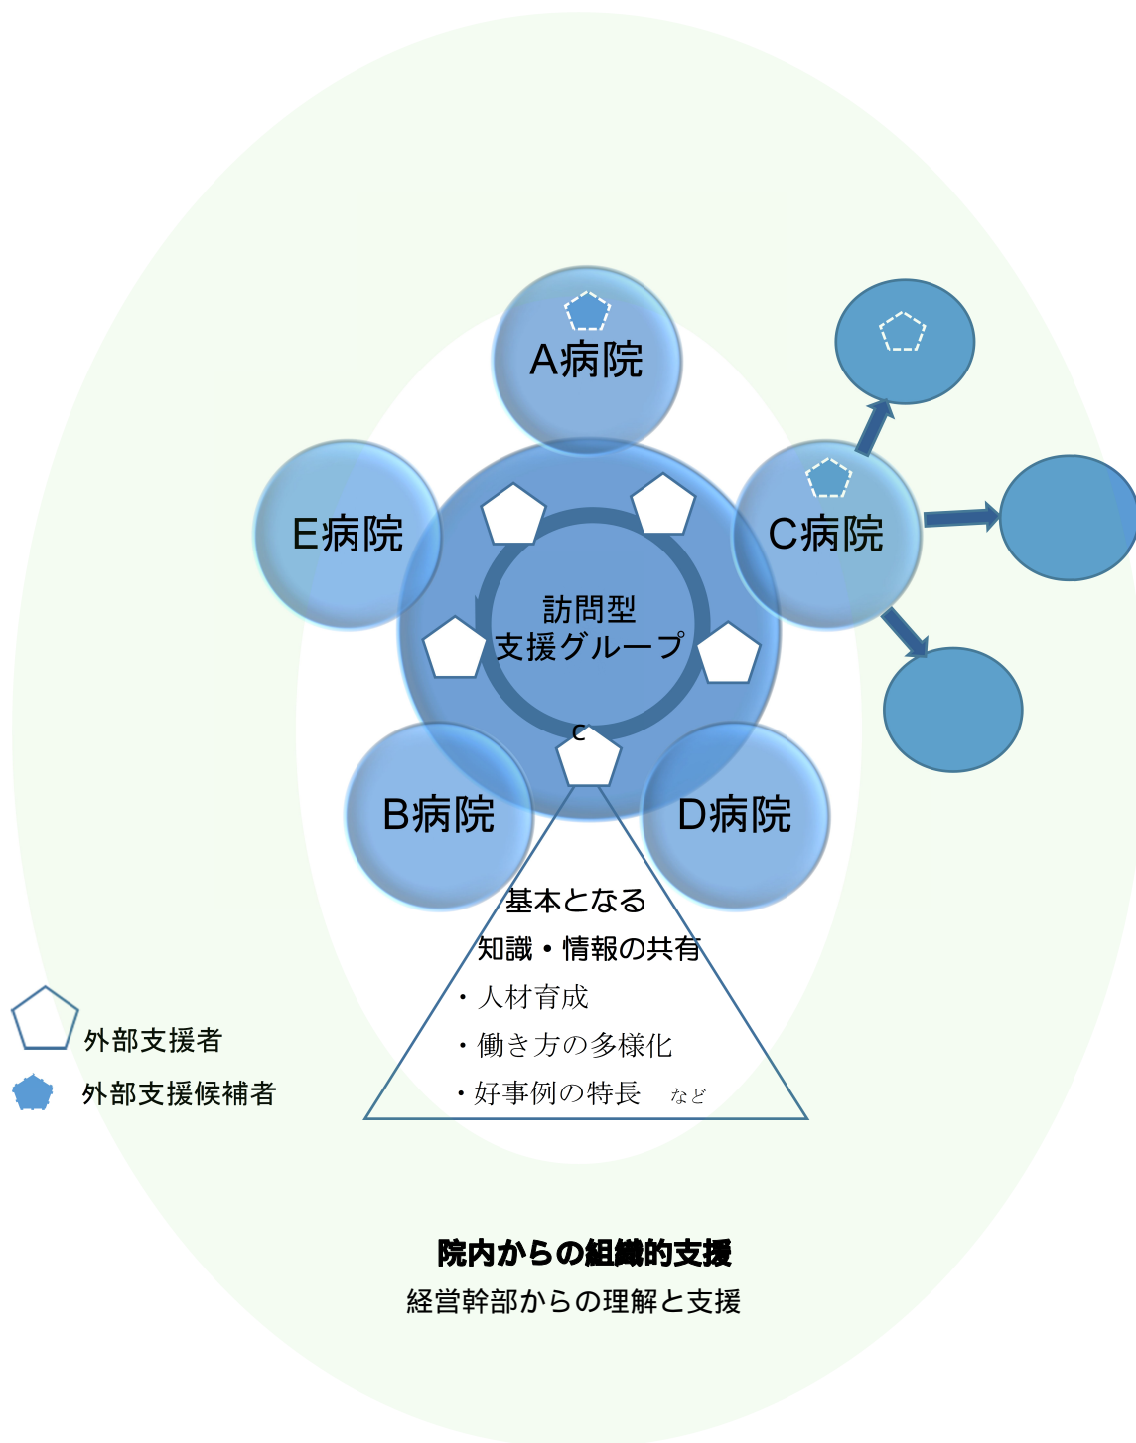 A病院
E病院
C病院
訪問型
支援グループ
c
B病院
D病院
基本となる
知識・情報の共有
・人材育成
・働き方の多様化
・好事例の特長 など
外部支援者
外部支援候補者
院内からの組織的支援
経営幹部からの理解と支援